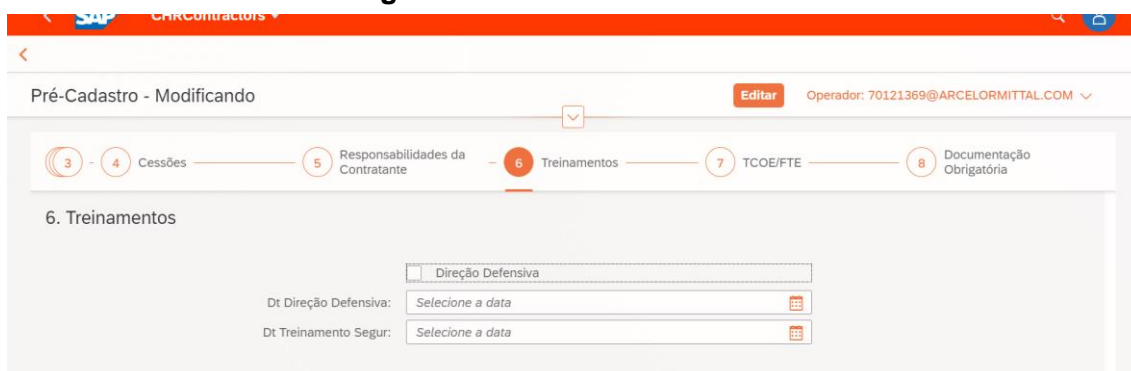 SAP CHRContractors
Pré-Cadastro - Modificando
Editar
Operador: 70121369@ARCELORMITTAL.COM
3 - 4 Cessões
5 Responsabilidades da
Contratante
- 6 Treinamentos
7 TCOE/FTE
8 Documentação
Obrigatória
6. Treinamentos
Direção Defensiva
Dt Direção Defensiva: Selecione a data
Dt Treinamento Segur: Selecione a data